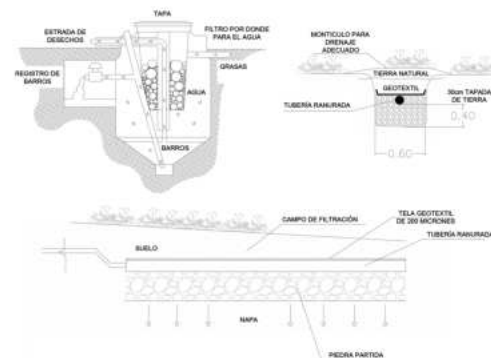 TAPA
ESTRADA DE
DESECHOS
FILTRO POR DONDE
PARA EL AGUA
GRASAS
REGISTRO DE
BARROS
AGUA
BARROS
MONTICULO PARA
DRENAJE
ADECUADO
TIERRA NATURAL
GEOTEXTIL
TUBERÍA RANURADA
30cm TAPADA
DE TIERRA
0.40
0.60
CAMPO DE FILTRACIÓN
TELA GEOTEXTIL
DE 200 MICRONES
TUBERÍA RANURADA
SUELO
NAPA
PIEDRA PARTIDA